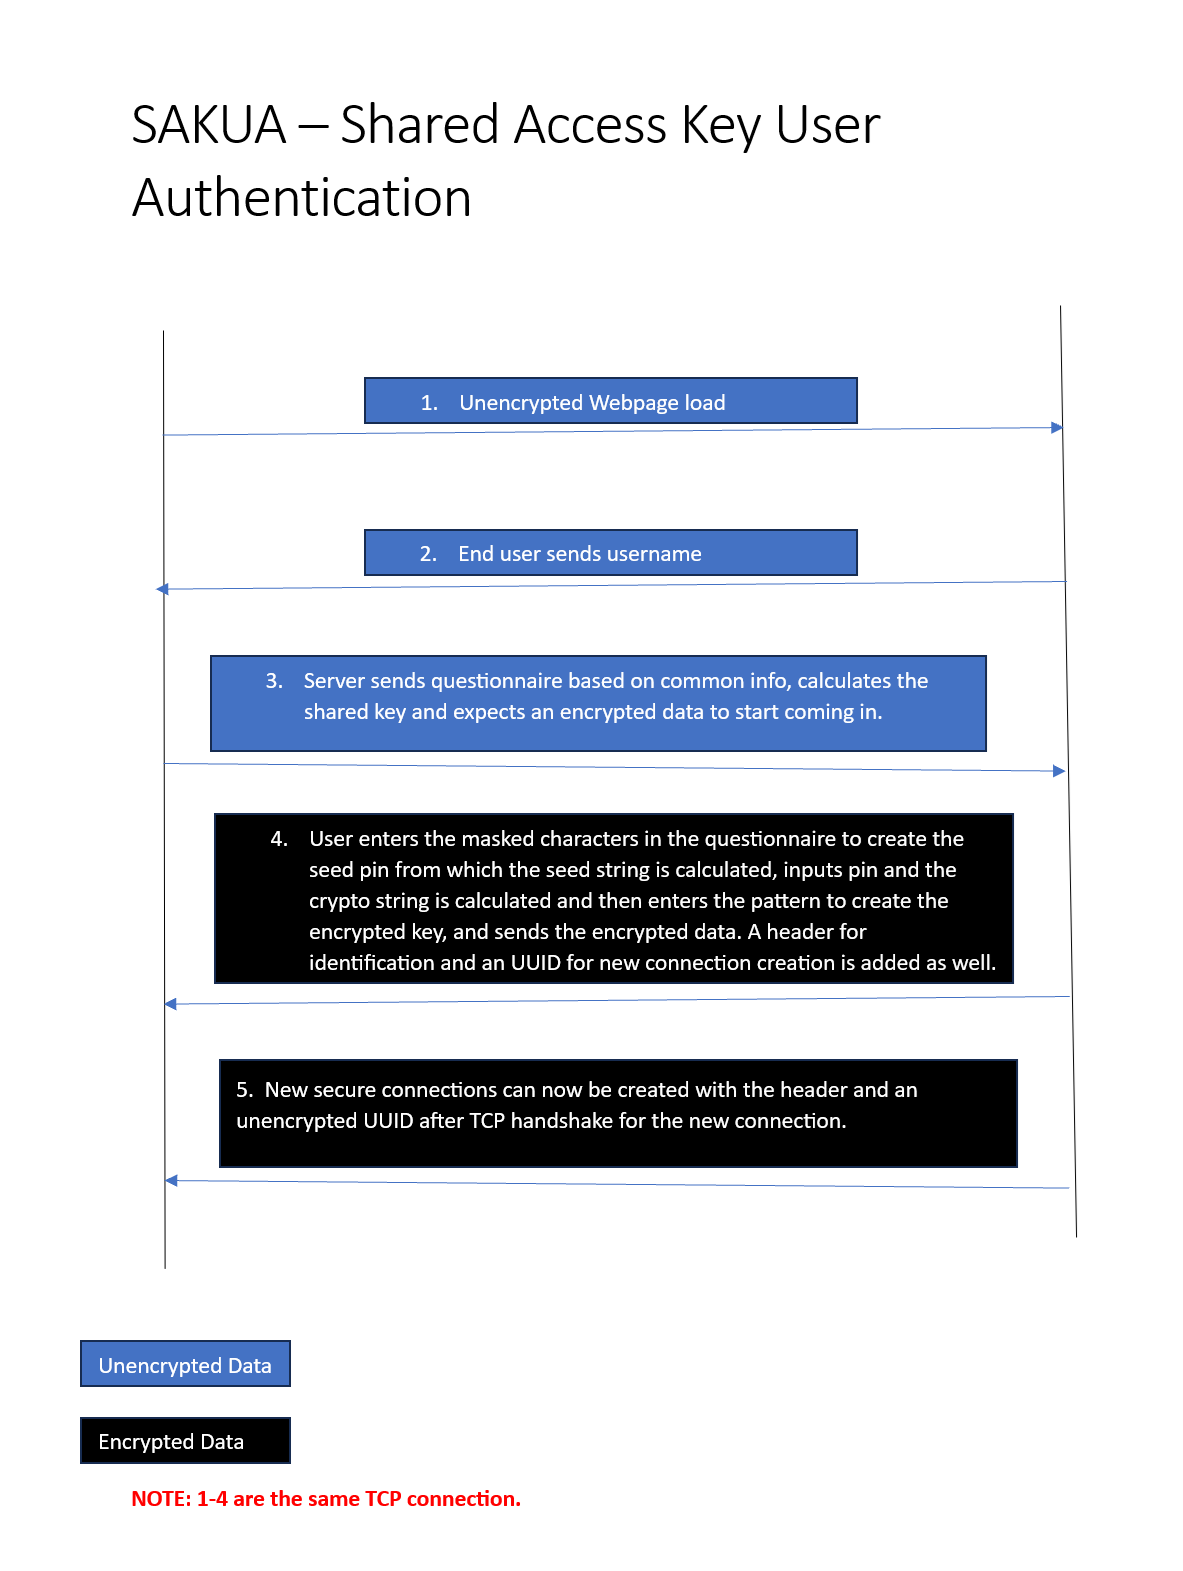 SAKUA – Shared Access Key User
Authentication
1. Unencrypted Webpage load
2. End user sends username
3. Server sends questionnaire based on common info, calculates the
shared key and expects an encrypted data to start coming in.
4. User enters the masked characters in the questionnaire to create the
seed pin from which the seed string is calculated, inputs pin and the
crypto string is calculated and then enters the pattern to create the
encrypted key, and sends the encrypted data. A header for
identification and an UUID for new connection creation is added as well.
5. New secure connections can now be created with the header and an
unencrypted UUID after TCP handshake for the new connection.
Unencrypted Data
Encrypted Data
NOTE: 1-4 are the same TCP connection.